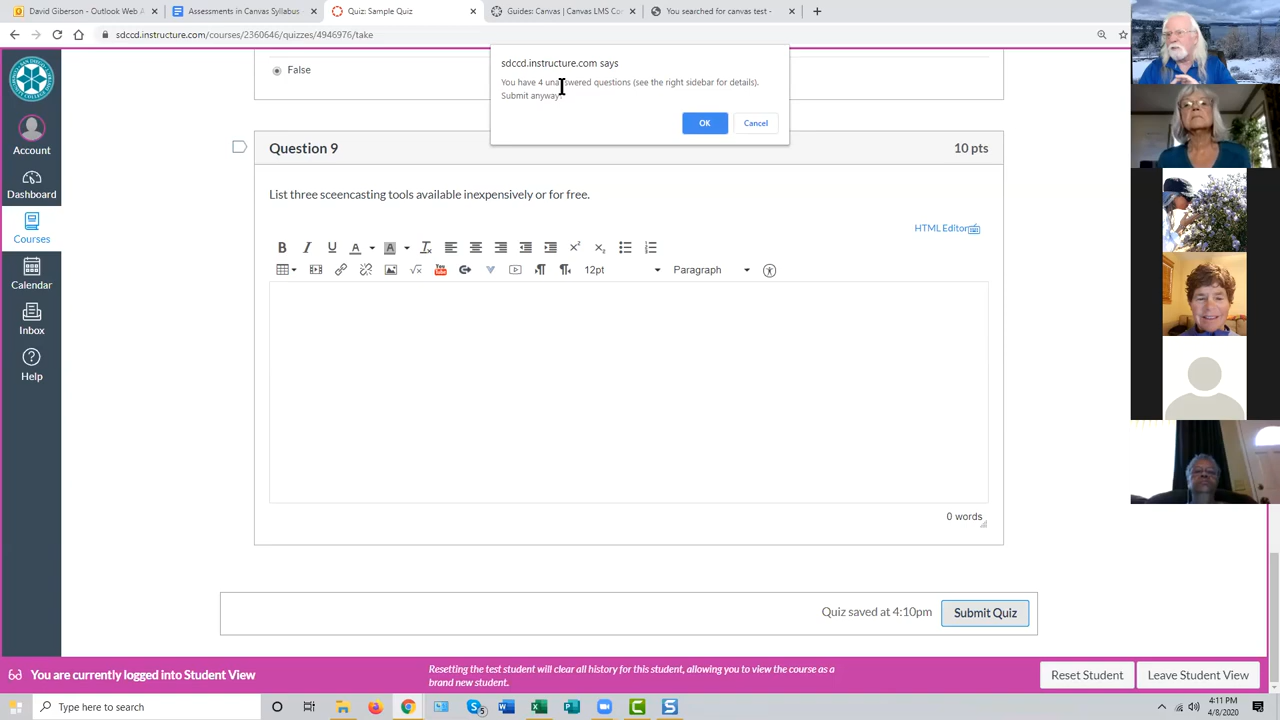 David Giberson - Outlook Web A
Assessments in Canvas Syllabus
Quiz: Sample Quiz
Guides: Canvas LMS Co
You searched for canvas test -
sdccd.instructure.com/courses/2360646/quizzes/4946976/take
sdccd.instructure.com says
You have 4 unanswered questions (see the right sidebar for details).
Submit anyway?
OK
Cancel
False
Account
Dashboard
Courses
Calendar
Inbox
Help
Question 9
10 pts
List three sceencasting tools available inexpensively or for free.
HTML Editor
12pt
Paragraph
0 words
Quiz saved at 4:10pm
Submit Quiz
You are currently logged into Student View
Resetting the test student will clear all history for this student, allowing you to view the course as a
brand new student.
Reset Student
Leave Student View
Type here to search
4:11 PM
4/8/2020